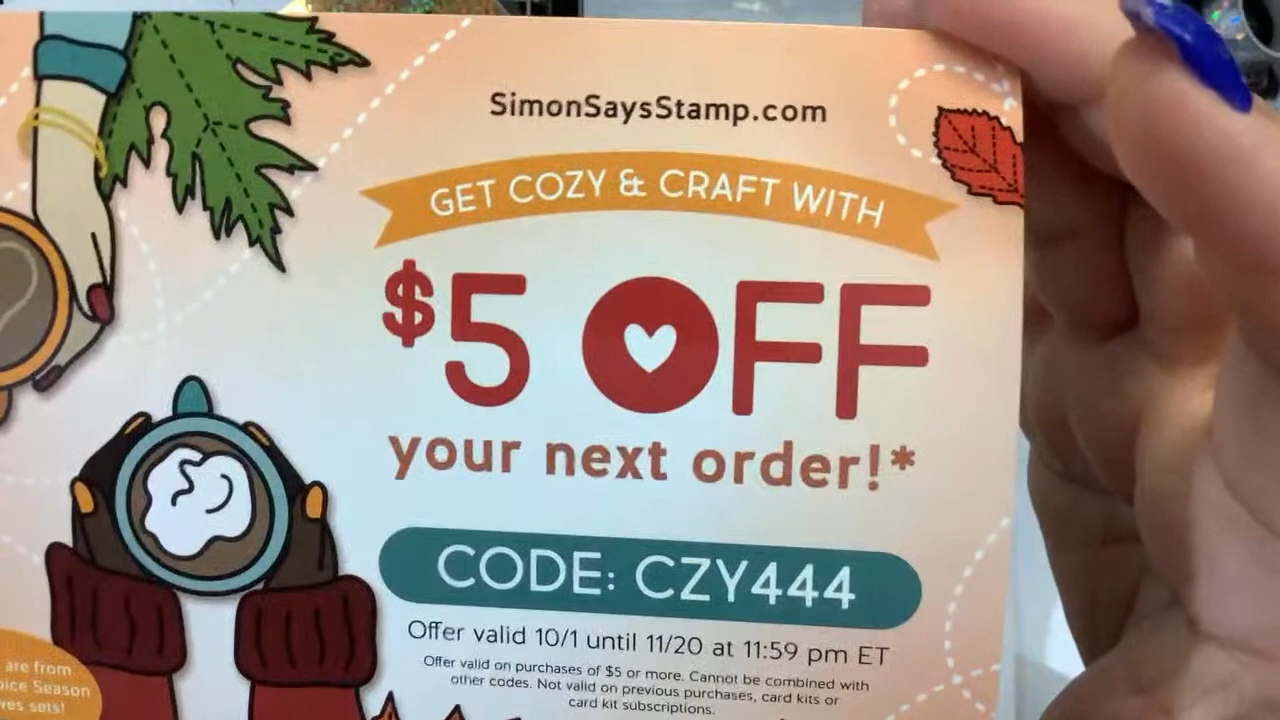 SimonSaysStamp.com
GET COZY & CRAFT WITH
$5 OFF
your next order!*
CODE: CZY444
Offer valid 10/1 until 11/20 at 11:59 pm ET
Offer valid on purchases of $5 or more. Cannot be combined with
other codes. Not valid on previous purchases, card kits or
card kit subscriptions.
are from
Season
sets!